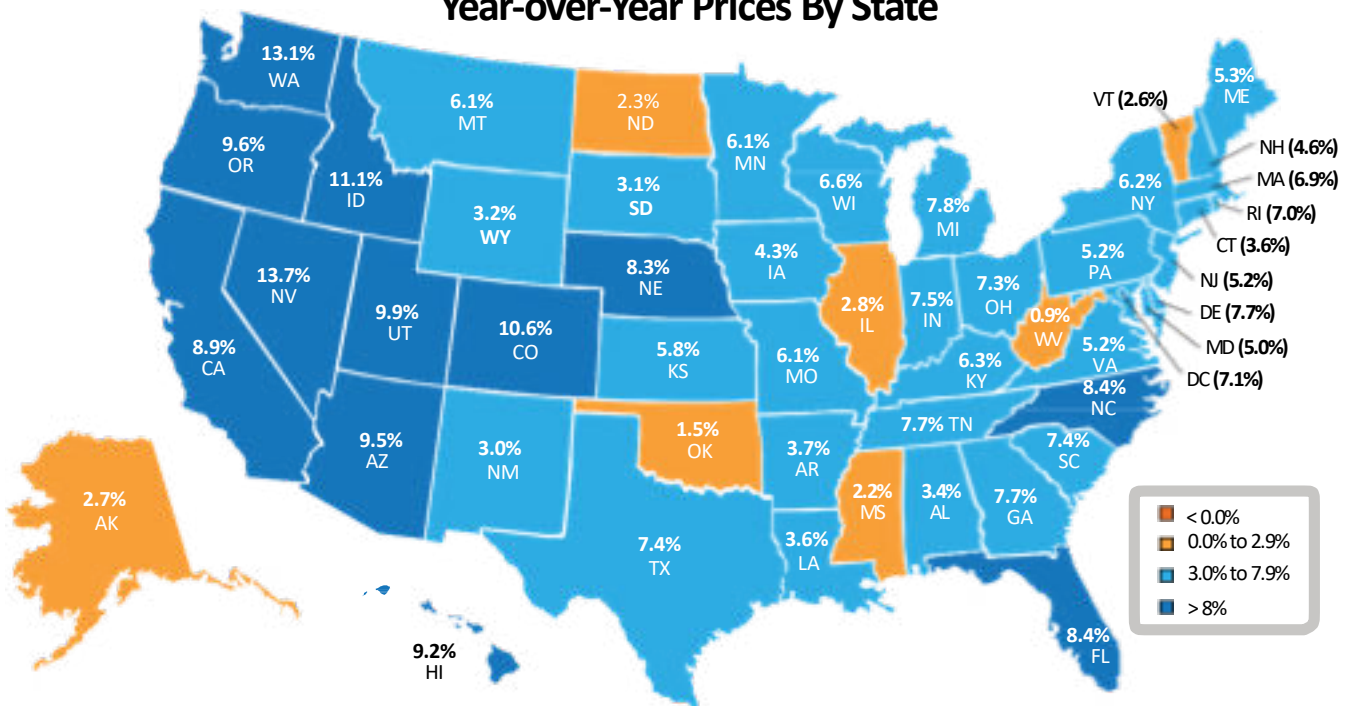 Year-over-Year Prices By State
13.1%
WA
9.6%
OR
11.1%
ID
6.1%
MT
2.3%
ND
6.1%
MN
3.1%
SD
3.2%
WY
6.6%
WI
7.8%
MI
6.2%
NY
5.3%
ME
VT (2.6%)
NH (4.6%)
MA (6.9%)
RI (7.0%)
CT (3.6%)
NJ (5.2%)
DE (7.7%)
MD (5.0%)
DC (7.1%)
8.9%
CA
13.7%
NV
9.9%
UT
10.6%
CO
8.3%
NE
4.3%
IA
2.8%
IL
7.5%
IN
7.3%
OH
5.2%
PA
0.9%
WV
5.2%
VA
5.8%
KS
6.1%
MO
6.3%
KY
8.4%
NC
7.7% TN
9.5%
AZ
3.0%
NM
1.5%
OK
3.7%
AR
7.4%
SC
2.2%
MS
3.4%
AL
7.7%
GA
7.4%
TX
3.6%
LA
8.4%
FL
2.7%
AK
9.2%
HI
< 0.0%
0.0% to 2.9%
3.0% to 7.9%
> 8%